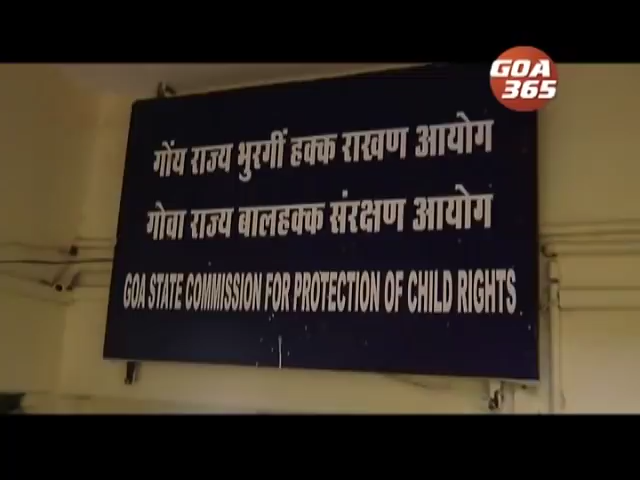 GOA
365
गोंय राज्य भुरगीं हक्क राखण आयोग
गोवा राज्य बालहक्क संरक्षण आयोग
GOA STATE COMMISSION FOR PROTECTION OF CHILD RIGHTS